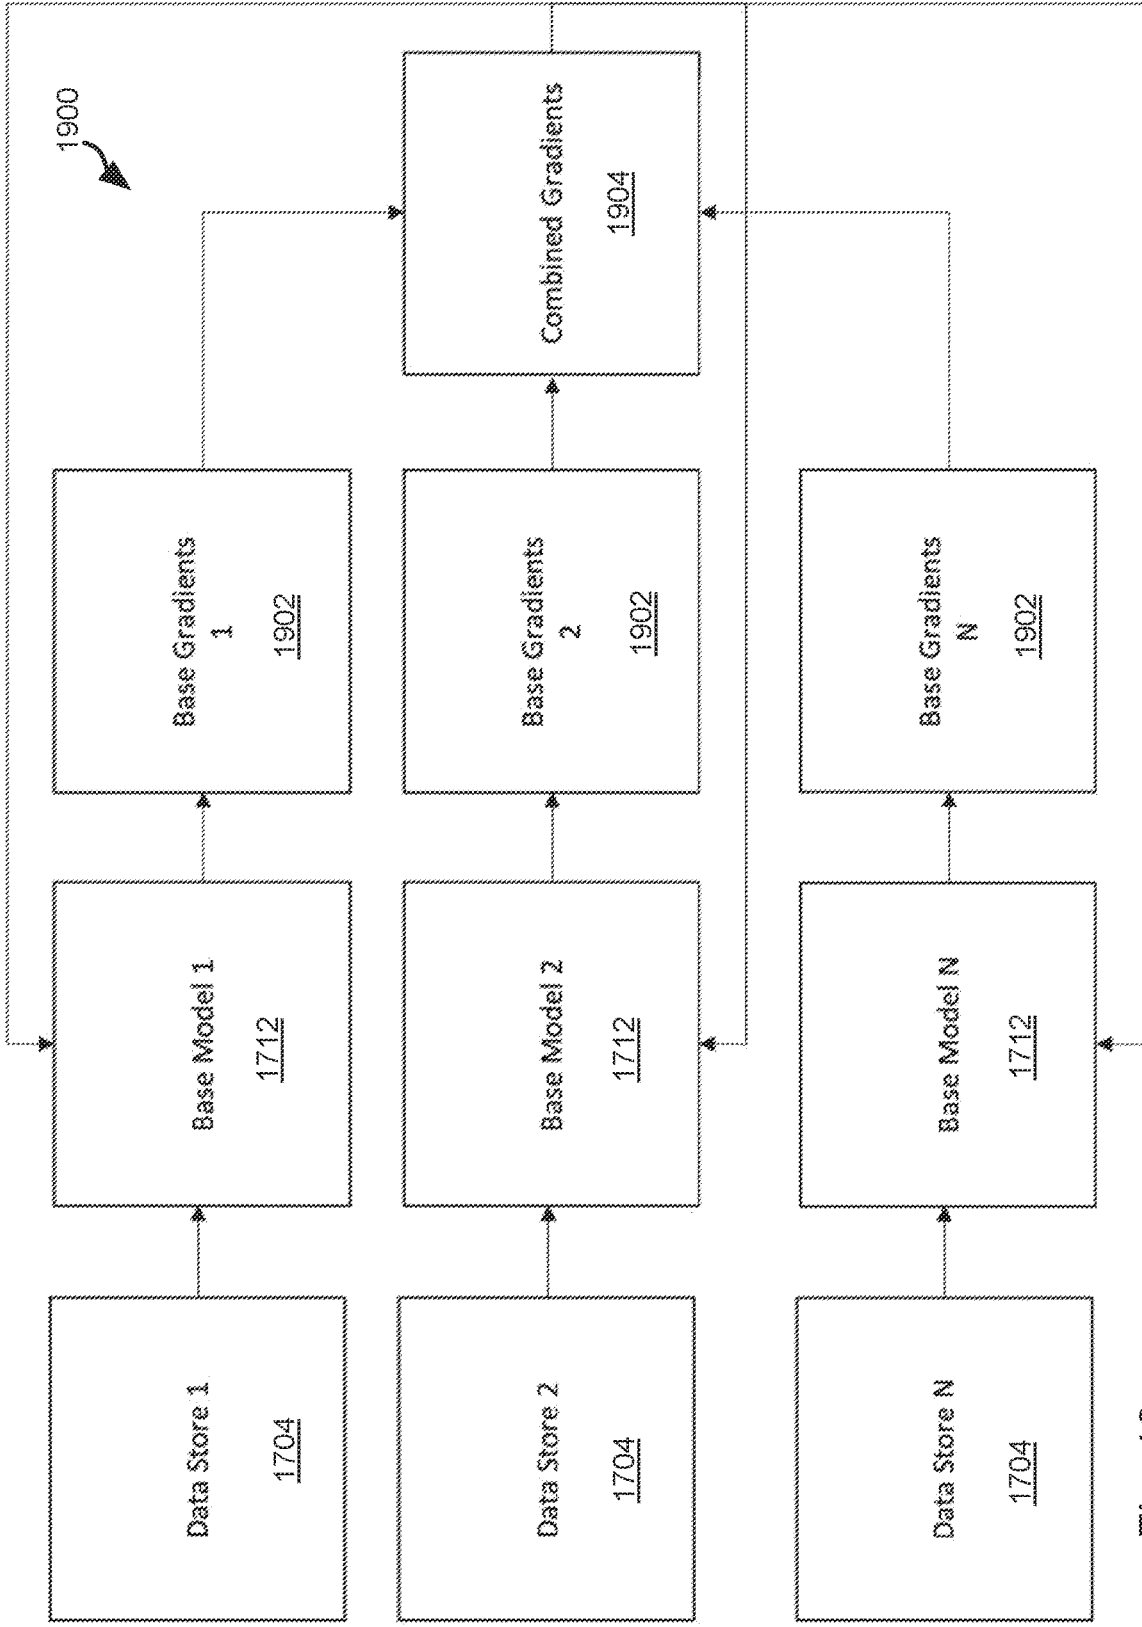 1900
Data Store 1
1704
Base Model 1
1712
Base Gradients
1
1902
Data Store 2
1704
Base Model 2
1712
Base Gradients
2
1902
Combined Gradients
1904
Data Store N
1704
Base Model N
1712
Base Gradients
N
1902